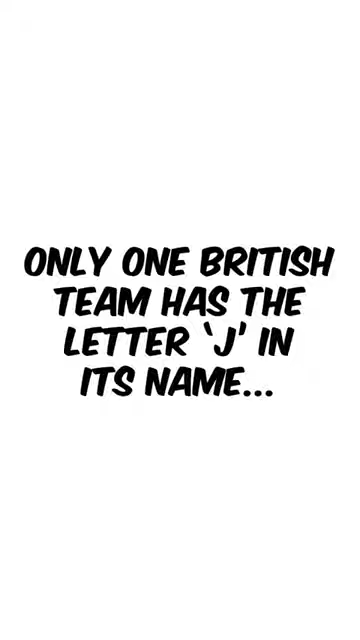 ONLY ONE BRITISH
TEAM HAS THE
LETTER ‘J’ IN
ITS NAME...